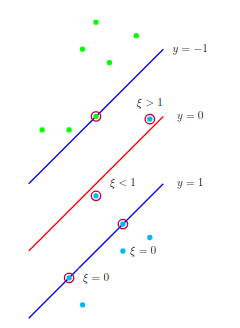 y = −1
ξ > 1
y = 0
ξ < 1
y = 1
ξ = 0
ξ = 0